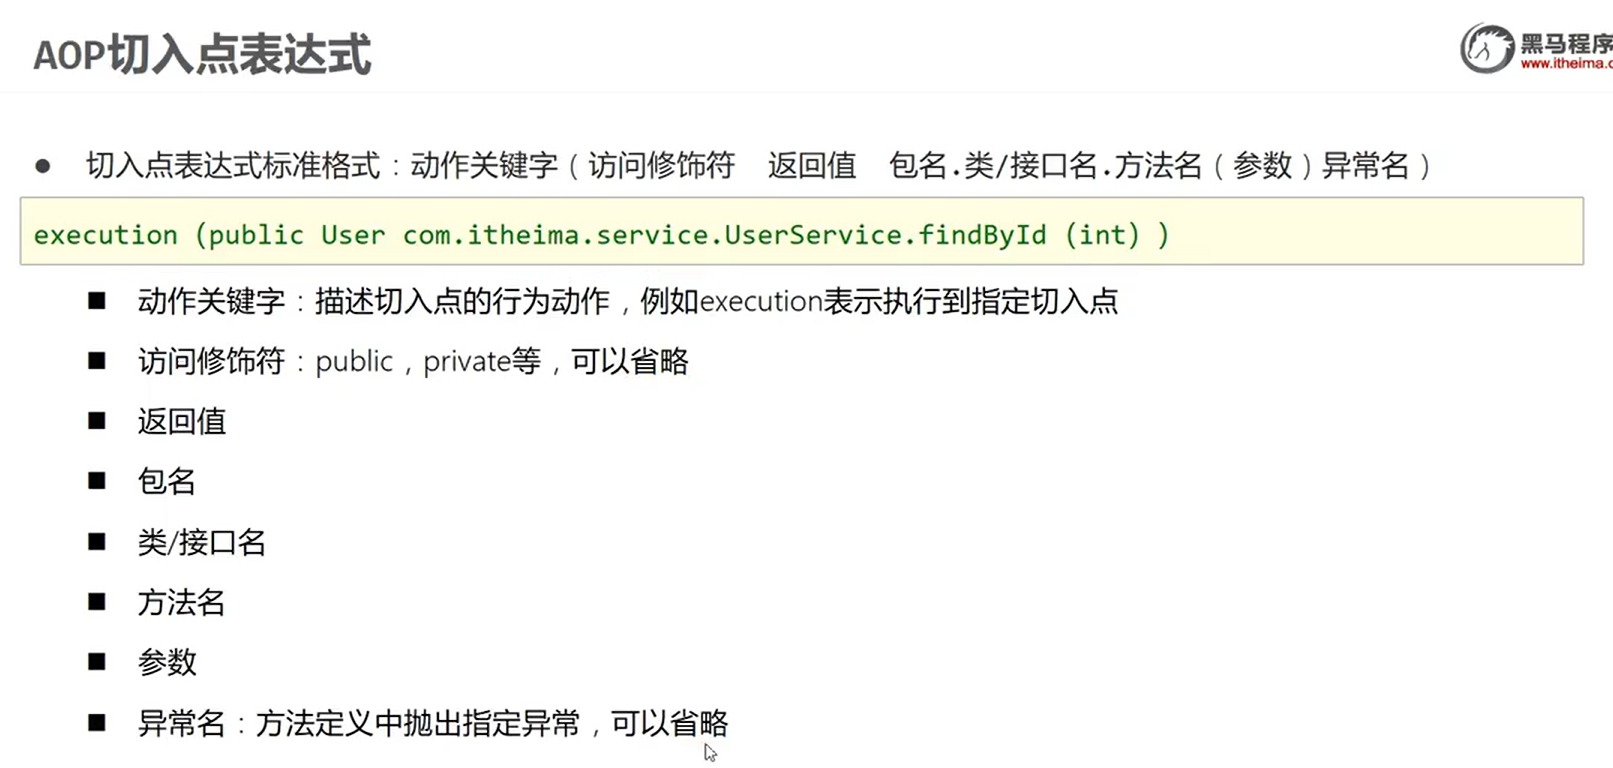 AOP切入点表达式
黑马程序
www.itheima.c
切入点表达式标准格式：动作关键字（访问修饰符 返回值 包名.类/接口名.方法名（参数）异常名）
execution (public User com.itheima.service.UserService.findById (int) )
动作关键字：描述切入点的行为动作，例如execution表示执行到指定切入点
访问修饰符：public，private等，可以省略
返回值
包名
类/接口名
方法名
参数
异常名：方法定义中抛出指定异常，可以省略